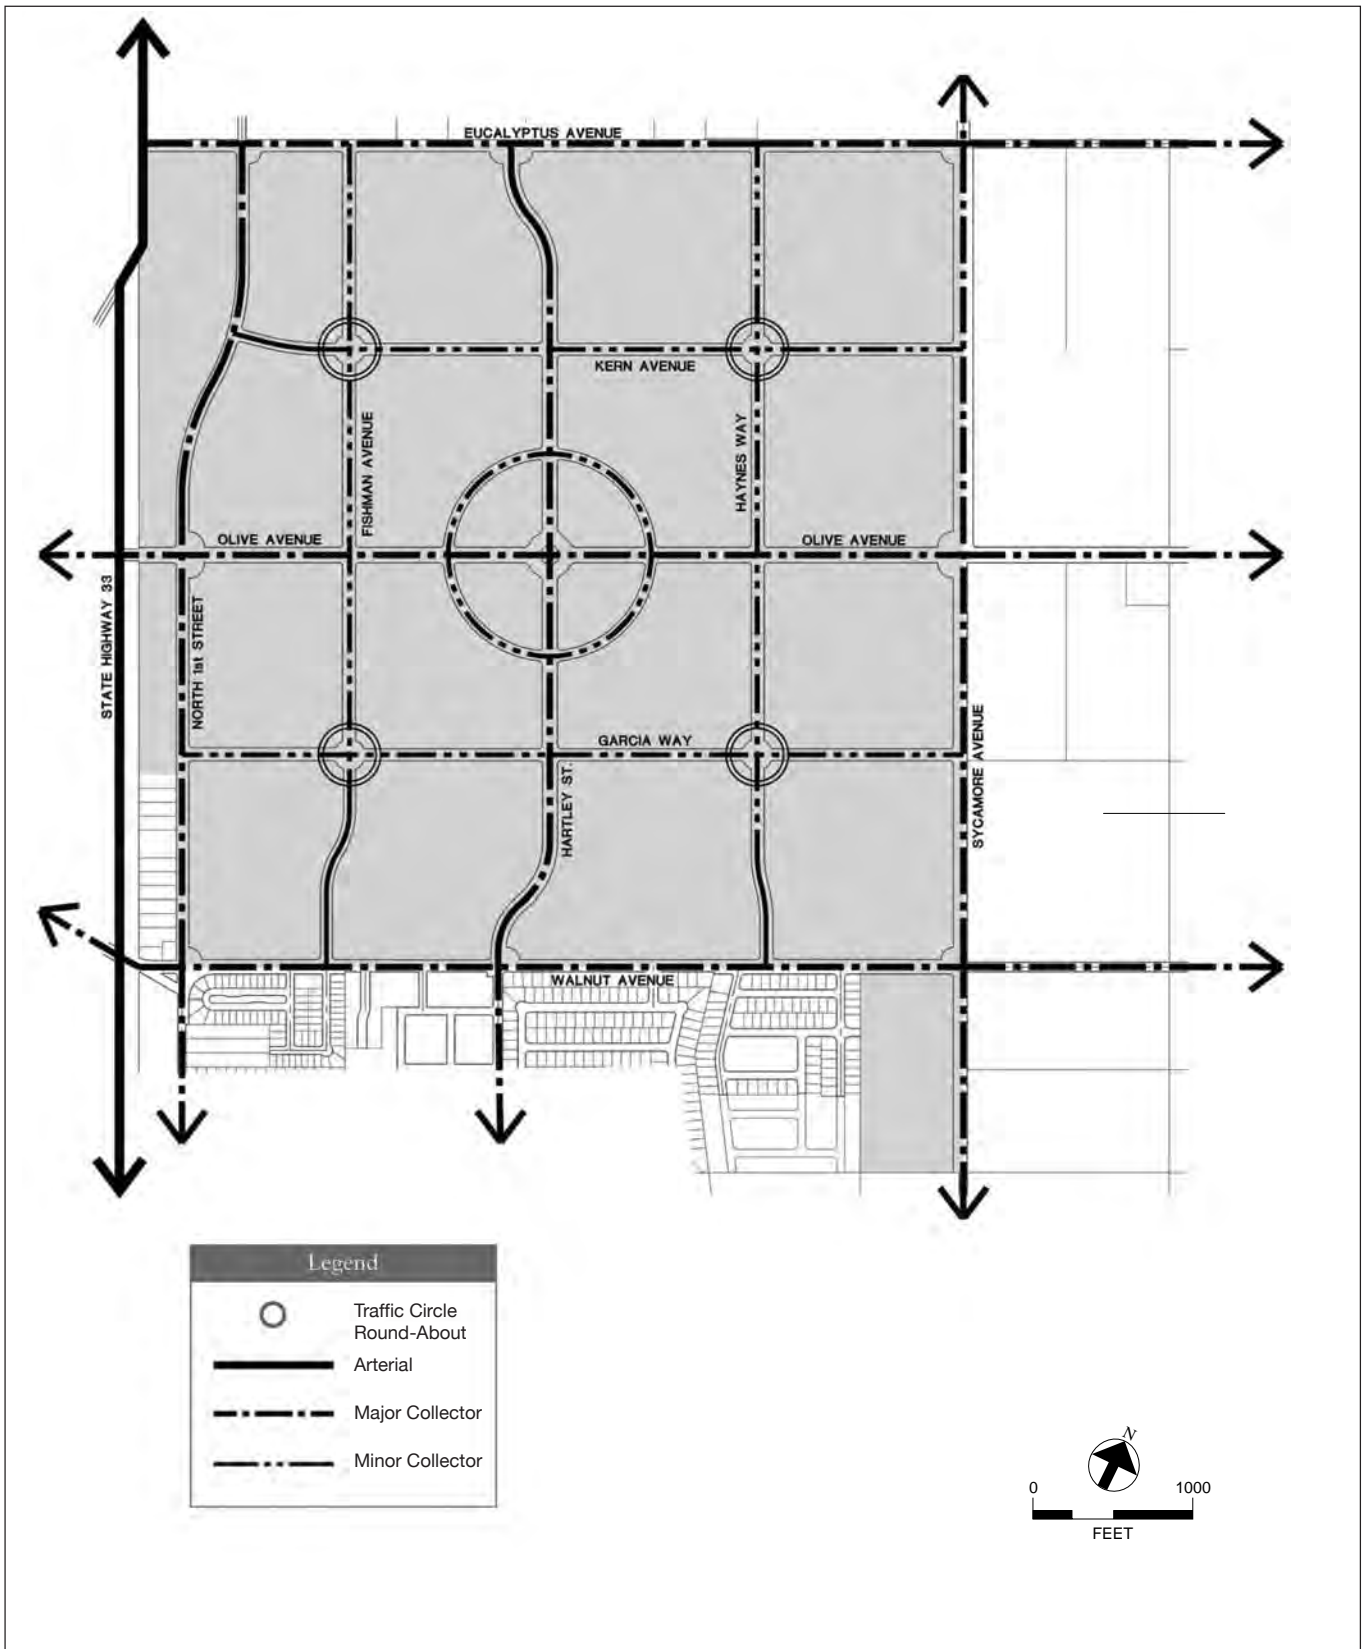 EUCALYPTUS AVENUE
KERN AVENUE
FISHMAN AVENUE
HAYNES WAY
OLIVE AVENUE
OLIVE AVENUE
STATE HIGHWAY 33
NORTH 1st STREET
GARCIA WAY
HARTLEY ST.
SYCAMORE AVENUE
WALNUT AVENUE
Legend
Traffic Circle
Round-About
Arterial
Major Collector
Minor Collector
N
0 1000
FEET